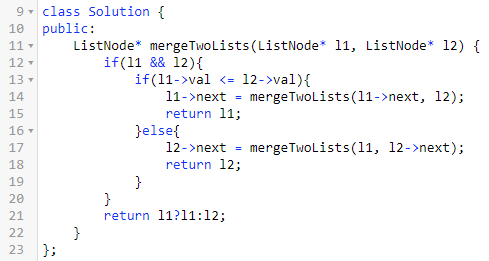 9 class Solution {
10 public:
11     ListNode* mergeTwoLists(ListNode* l1, ListNode* l2) {
12         if(l1 && l2){
13             if(l1->val <= l2->val){
14                 l1->next = mergeTwoLists(l1->next, l2);
15                 return l1;
16             }else{
17                 l2->next = mergeTwoLists(l1, l2->next);
18                 return l2;
19             }
20         }
21         return l1?l1:l2;
22     }
23 };